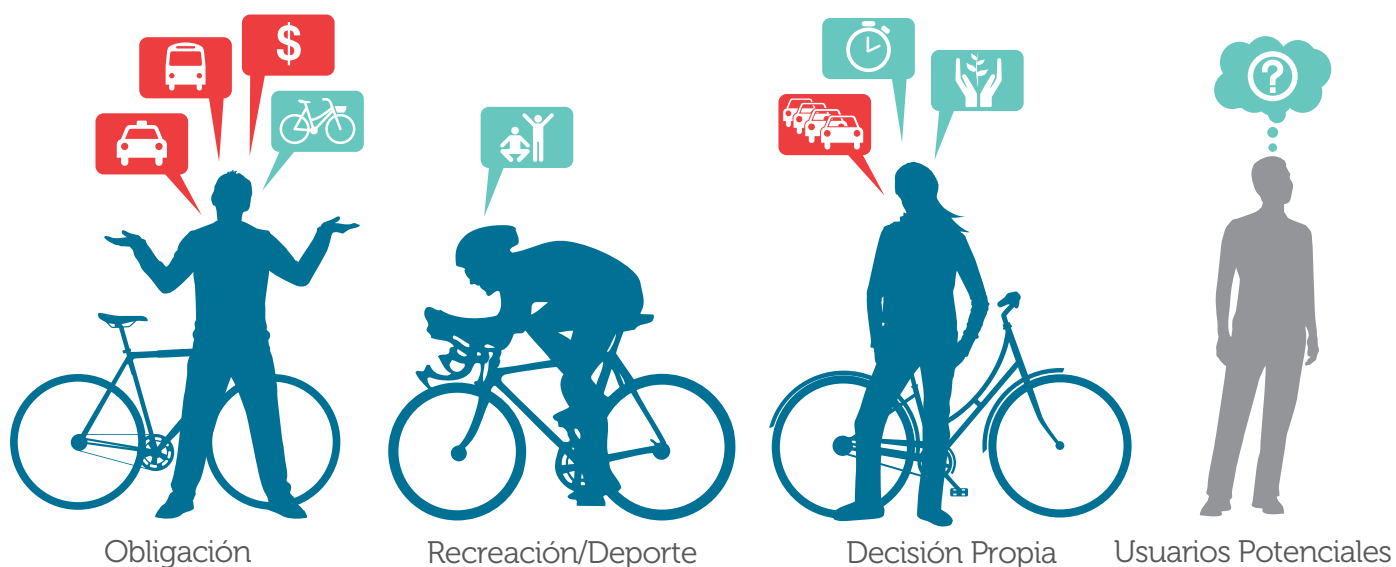 $
?
Obligación
Recreación/Deporte
Decisión Propia
Usuarios Potenciales